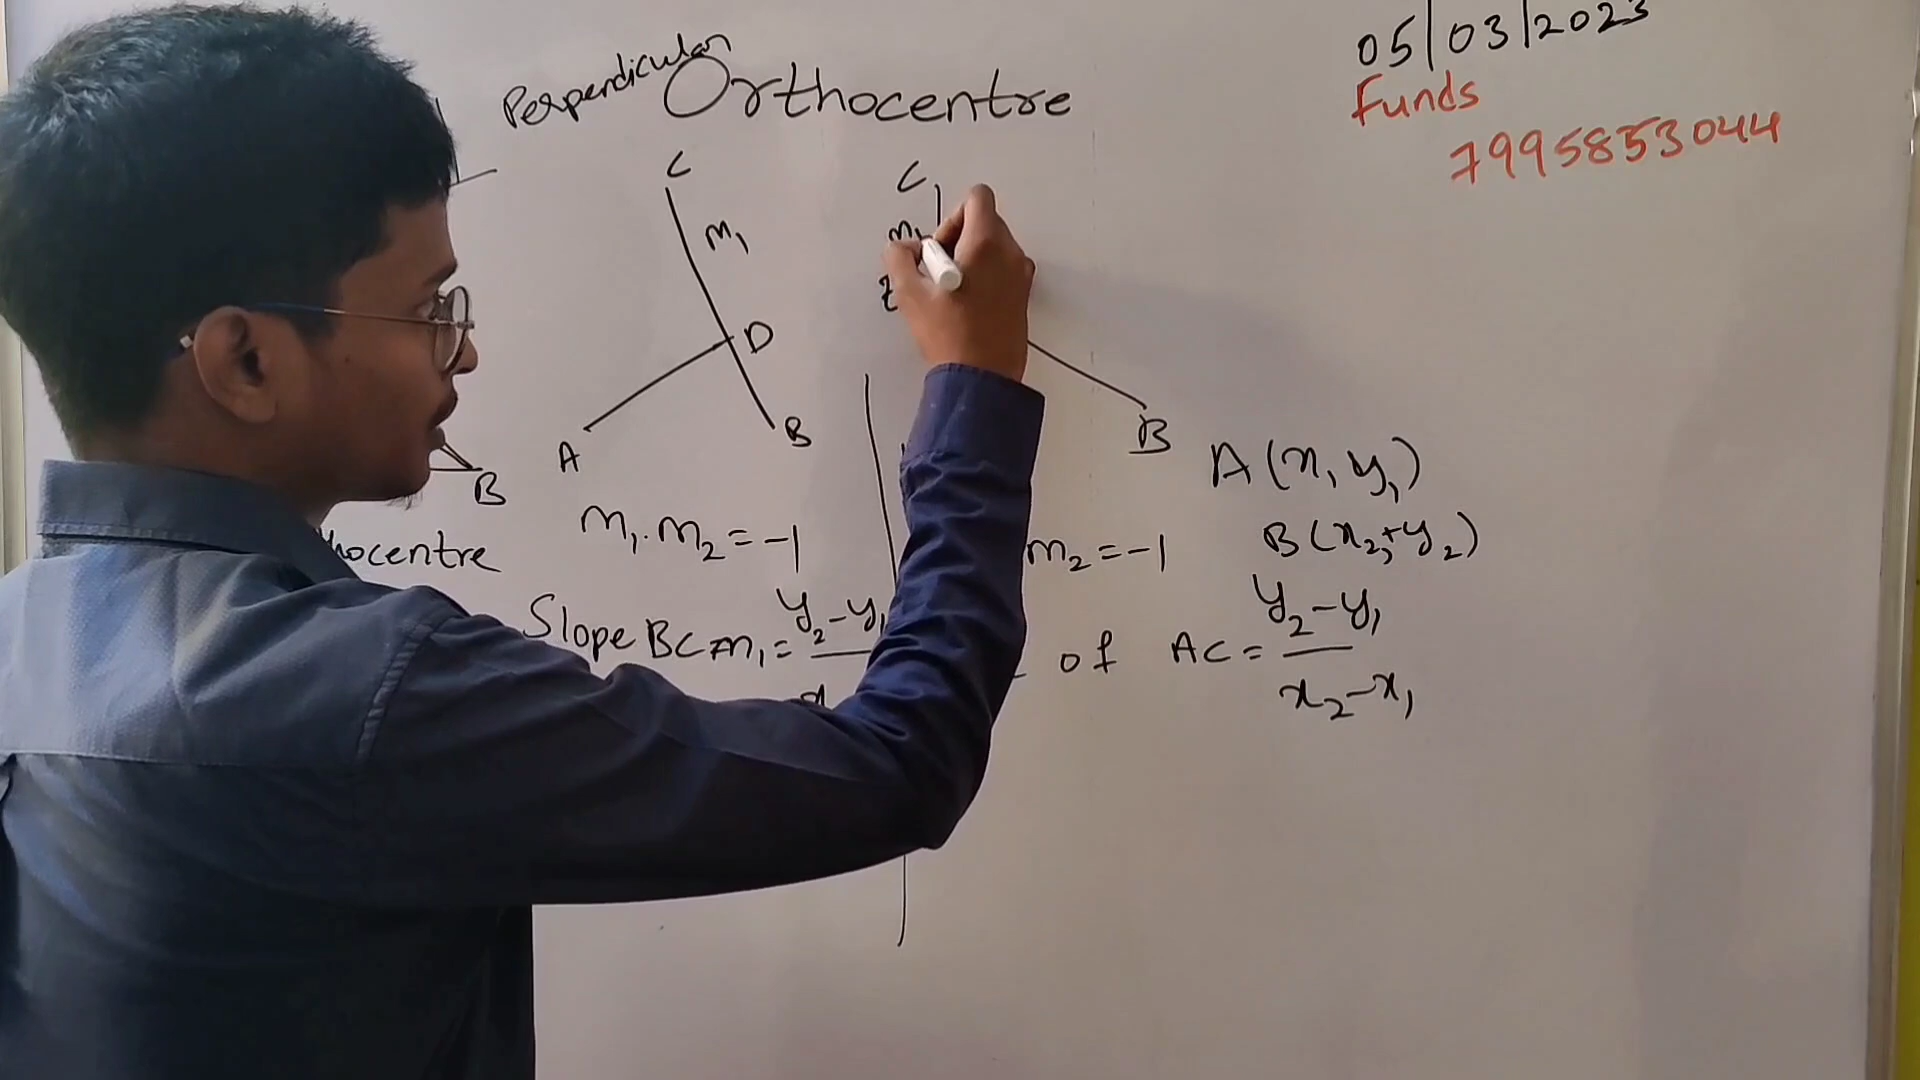 05/03/2023
Perpendicular
Orthocentre
Funds
7995853044
C
C
m₁
D
A
B
B
B
A(x₁ y₁)
m₁·m₂=-1
m₂=-1
B(x₂,y₂)
hocentre
Slope BC m₁= y₂-y₁
of AC= y₂-y₁
x₂-x₁